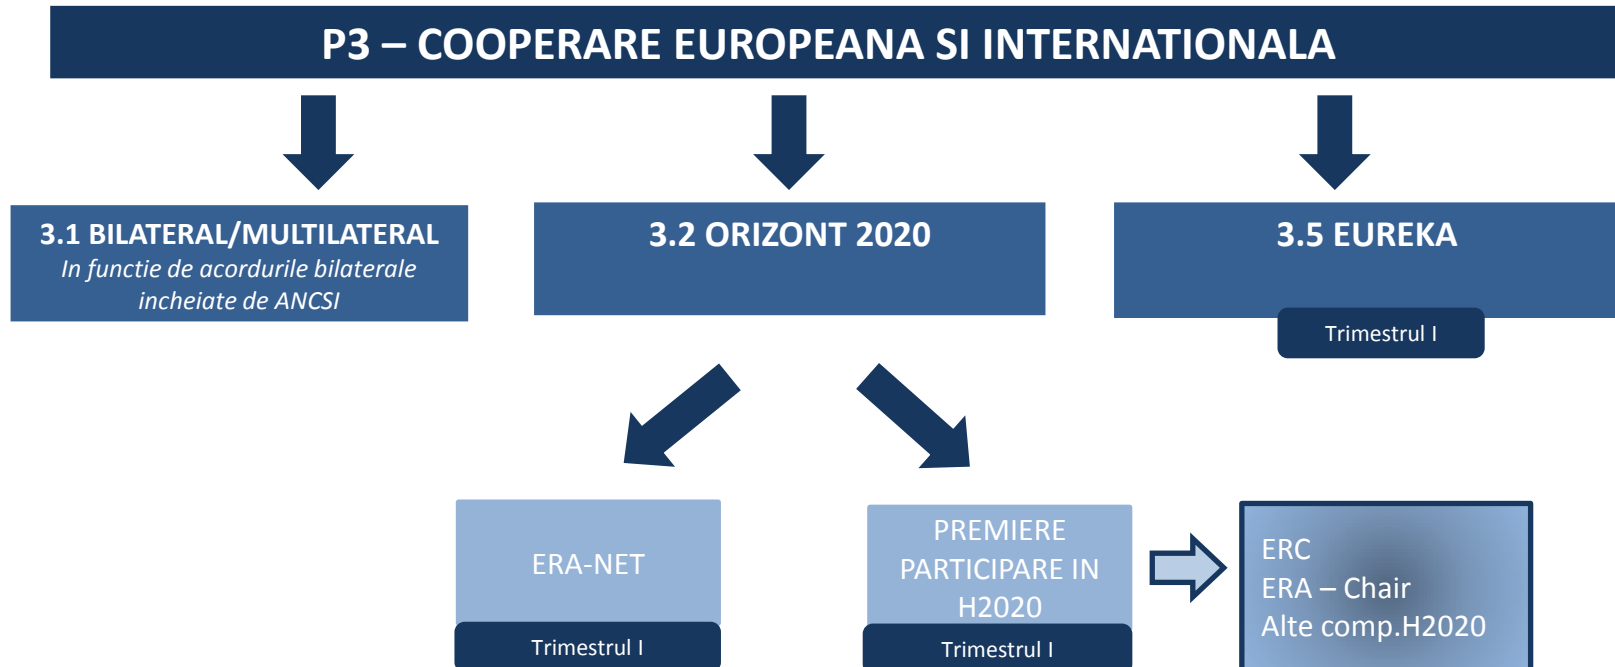 P3 – COOPERARE EUROPEANA SI INTERNATIONALA
3.1 BILATERAL/MULTILATERAL
In functie de acordurile bilaterale
incheiate de ANCSI
3.2 ORIZONT 2020
3.5 EUREKA
Trimestrul I
ERA-NET
Trimestrul I
PREMIERE
PARTICIPARE IN
H2020
Trimestrul I
ERC
ERA – Chair
Alte comp.H2020